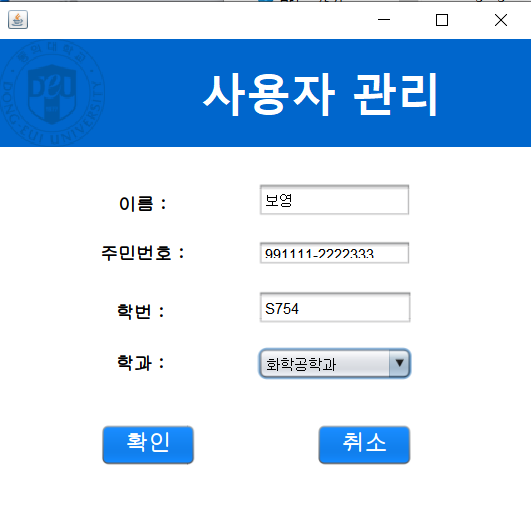 사용자 관리
이름 : 보영
주민번호 : 991111-2222333
학번 : S754
학과 : 화학공학과
확인 취소